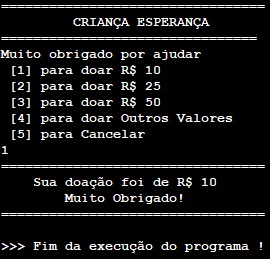 =================================
CRIANÇA ESPERANÇA
================================
Muito obrigado por ajudar
[1] para doar R$ 10
[2] para doar R$ 25
[3] para doar R$ 50
[4] para doar Outros Valores
[5] para Cancelar
1
=================================
Sua doação foi de R$ 10
Muito Obrigado!
=================================
>>> Fim da execução do programa !